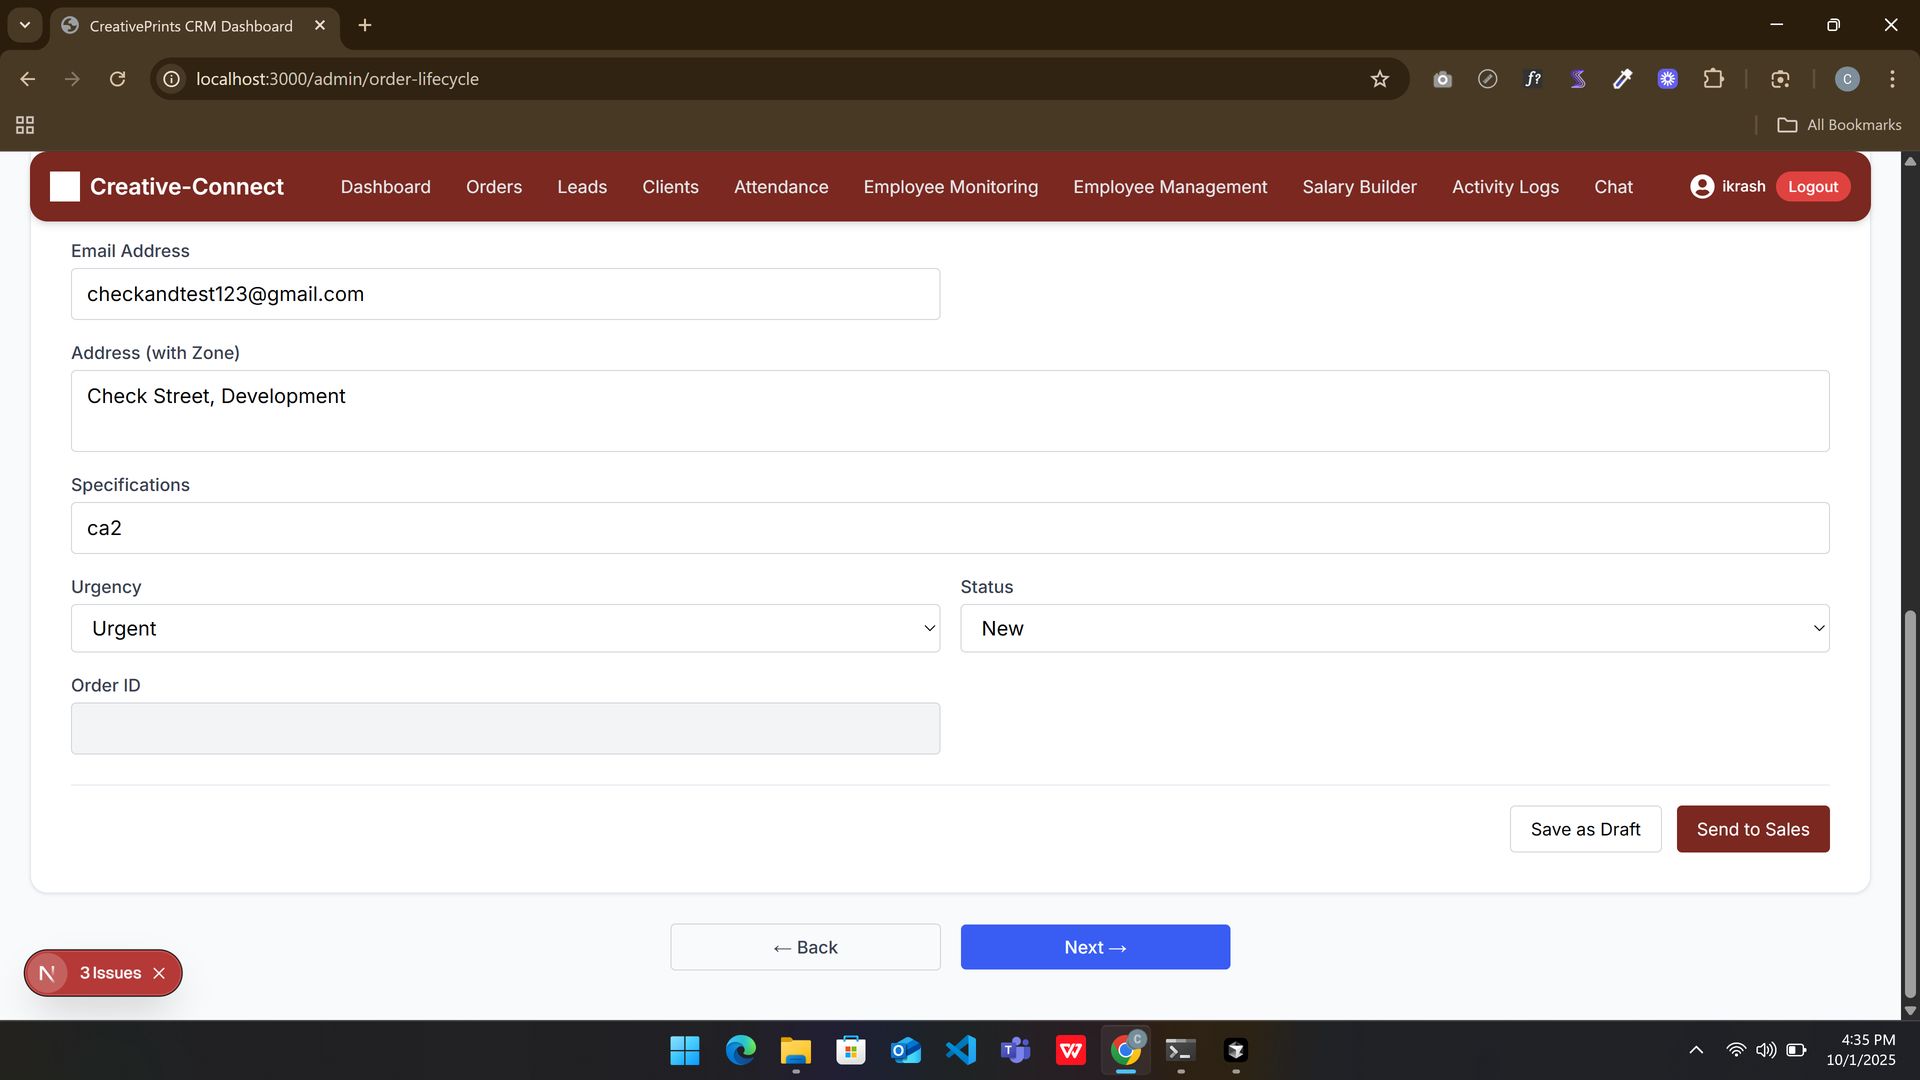 CreativePrints CRM Dashboard
localhost:3000/admin/order-lifecycle
f?
C
All Bookmarks
Creative-Connect
Dashboard
Orders
Leads
Clients
Attendance
Employee Monitoring
Employee Management
Salary Builder
Activity Logs
Chat
ikrash
Logout
Email Address
checkandtest123@gmail.com
Address (with Zone)
Check Street, Development
Specifications
ca2
Urgency
Status
Urgent
New
Order ID
Save as Draft
Send to Sales
← Back
Next →
N
3 Issues
C
4:35 PM
10/1/2025